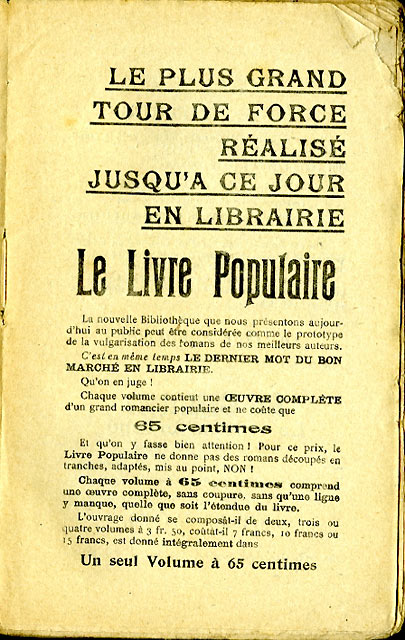 LE PLUS GRAND
TOUR DE FORCE
RÉALISÉ
JUSQU'A CE JOUR
EN LIBRAIRIE
Le Livre Populaire
La nouvelle Bibliothèque que nous présentons aujour-
d'hui au public peut être considérée comme le prototype
de la vulgarisation des romans de nos meilleurs auteurs.
C'est en même temps LE DERNIER MOT DU BON
MARCHÉ EN LIBRAIRIE.
Qu'on en juge !
Chaque volume contient une ŒUVRE COMPLÈTE
d'un grand romancier populaire et ne coûte que
65 centimes
Et qu'on y fasse bien attention ! Pour ce prix, le
Livre Populaire ne donne pas des romans découpés en
tranches, adaptés, mis au point, NON !
Chaque volume à 65 centimes comprend
une œuvre complète, sans coupure, sans qu'une ligne
y manque, quelle que soit l'étendue du livre.
L'ouvrage donné se composât-il de deux, trois ou
quatre volumes à 3 fr. 50, coûtât-il 7 francs, 10 francs ou
15 francs, est donné intégralement dans
Un seul Volume à 65 centimes